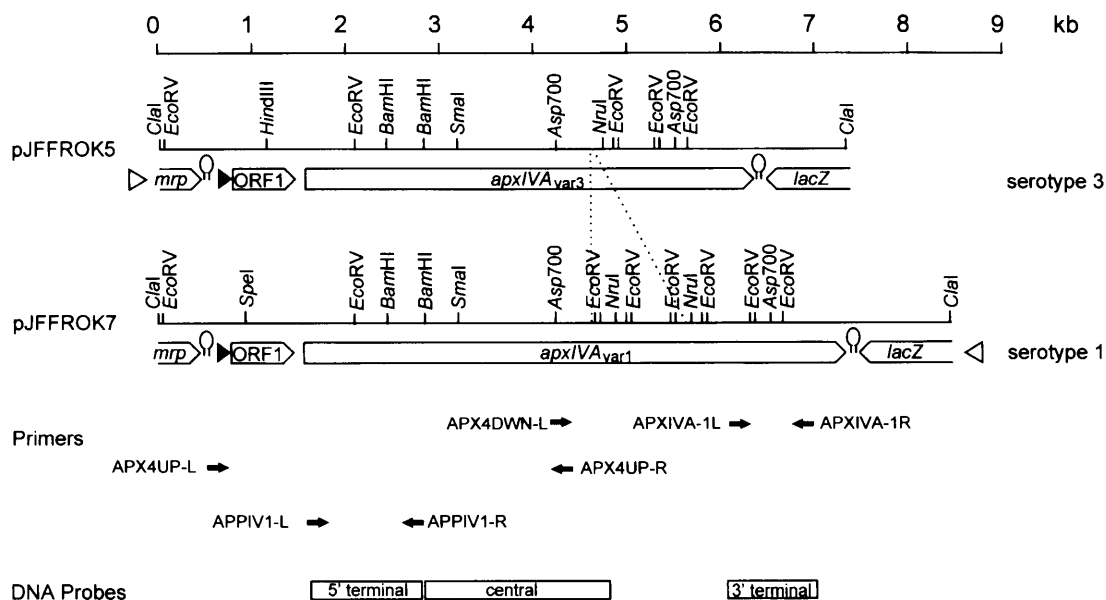 0 1 2 3 4 5 6 7 8 9 kb
ClaI EcoRV HindIII EcoRV BamHI BamHI SmaI Asp700 NruI EcoRV EcoRV Asp700 EcoRV ClaI
pJFFROK5
mrp ORF1 apxIVAvar3 lacZ serotype 3
ClaI EcoRV SpeI EcoRV BamHI BamHI SmaI Asp700 EcoRV NruI EcoRV EcoRV NruI EcoRV EcoRV Asp700 EcoRV ClaI
pJFFROK7
mrp ORF1 apxIVAvar1 lacZ serotype 1
APX4DWN-L APXIVA-1L APXIVA-1R
Primers
APX4UP-L APX4UP-R
APPIV1-L APPIV1-R
DNA Probes 5' terminal central 3' terminal